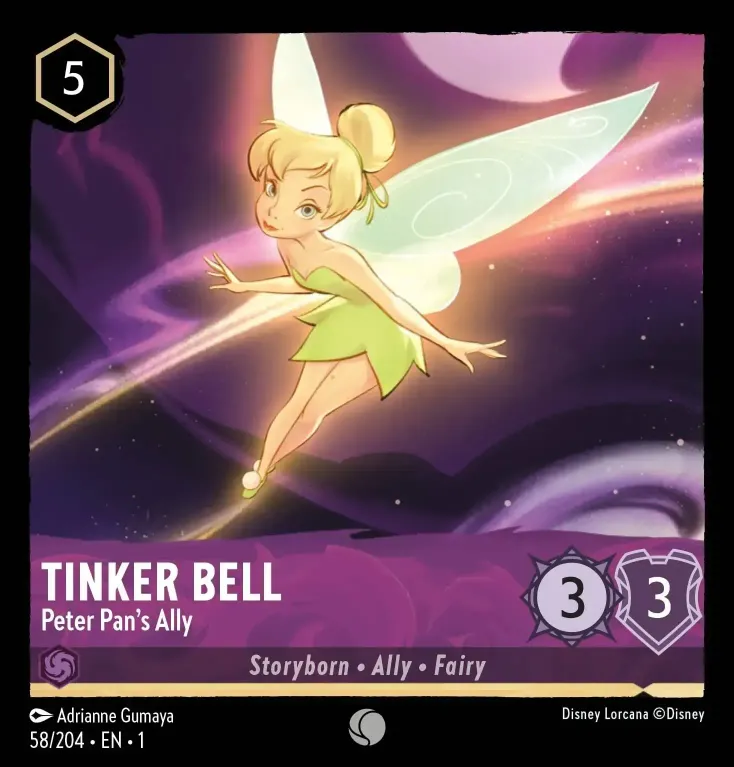 5
TINKER BELL
Peter Pan's Ally
3
3
Storyborn • Ally • Fairy
Adrianne Gumaya
Disney Lorcana ©Disney
58/204 • EN • 1